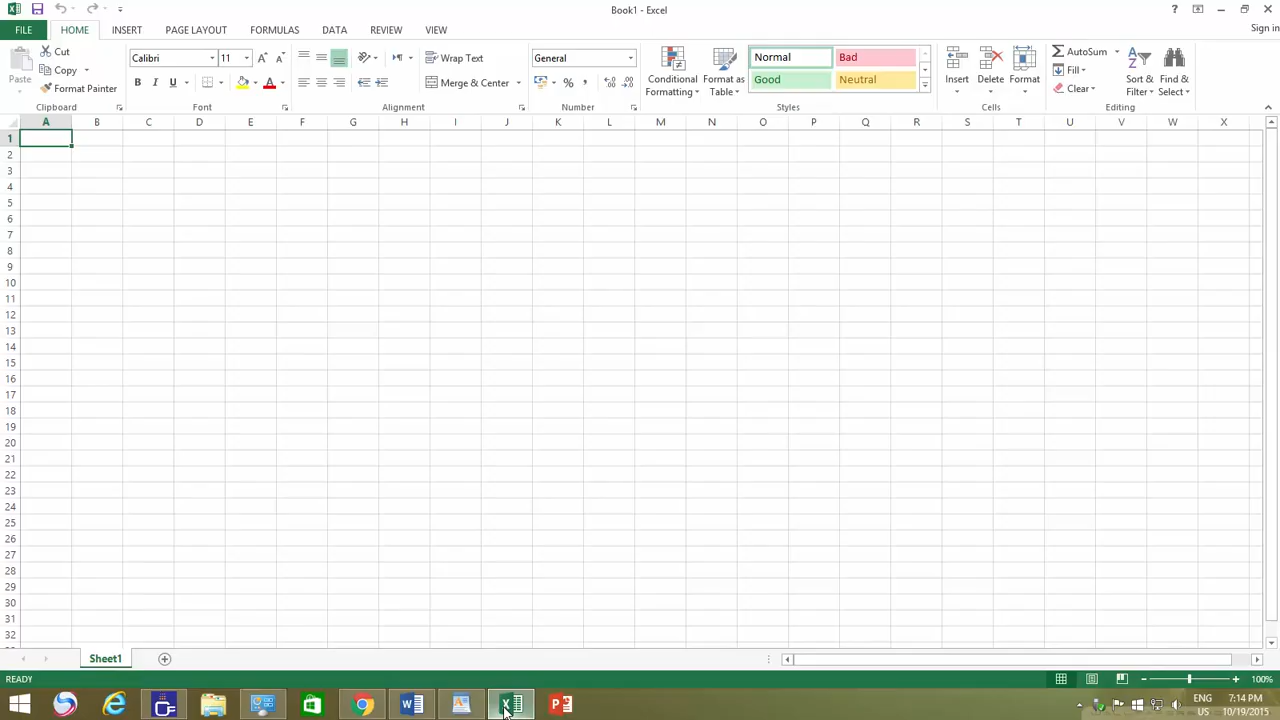 Book1 - Excel
FILE HOME INSERT PAGE LAYOUT FORMULAS DATA REVIEW VIEW Sign in
Paste Cut Copy Format Painter
Calibri 11
B I U
Wrap Text
Merge & Center
General
Conditional Formatting Format as Table
Normal Bad
Good Neutral
Insert Delete Format
AutoSum
Fill
Clear
Sort & Filter Find & Select
Clipboard Font Alignment Number Styles Cells Editing
A B C D E F G H I J K L M N O P Q R S T U V W X
1
2
3
4
5
6
7
8
9
10
11
12
13
14
15
16
17
18
19
20
21
22
23
24
25
26
27
28
29
30
31
32
Sheet1
READY 100%
ENG 7:14 PM
US 10/19/2015